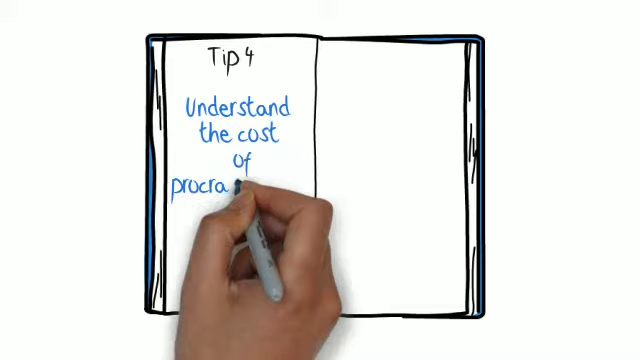 Tip 4
Understand
the cost
of
procra